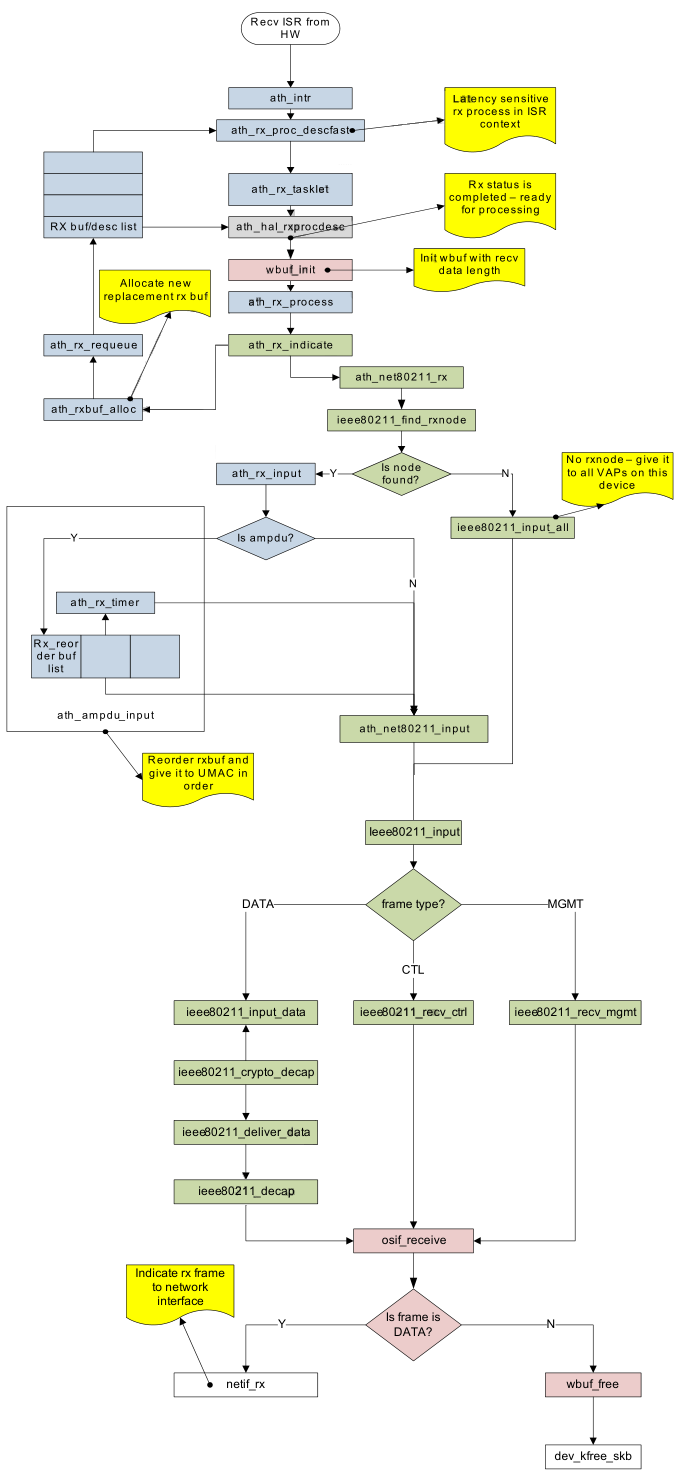 Recv ISR from
HW
ath_intr
ath_rx_proc_descfast
Latency sensitive
rx process in ISR
context
ath_rx_tasklet
Rx status is
completed – ready
for processing
RX buf/desc list
ath_hal_rxprocdesc
wbuf_init
Init wbuf with recv
data length
Allocate new
replacement rx buf
ath_rx_process
ath_rx_requeue
ath_rx_indicate
ath_net80211_rx
ath_rxbuf_alloc
ieee80211_find_rxnode
Is node
found?
Y
N
ath_rx_input
No rxnode – give it
to all VAPs on this
device
ieee80211_input_all
Is ampdu?
Y
N
ath_rx_timer
Rx_reor
der buf
list
ath_ampdu_input
ath_net80211_input
Reorder rxbuf and
give it to UMAC in
order
Ieee80211_input
frame type?
DATA
MGMT
CTL
ieee80211_input_data
ieee80211_recv_ctrl
ieee80211_recv_mgmt
ieee80211_crypto_decap
ieee80211_deliver_data
ieee80211_decap
osif_receive
Indicate rx frame
to network
interface
Is frame is
DATA?
Y
N
netif_rx
wbuf_free
dev_kfree_skb